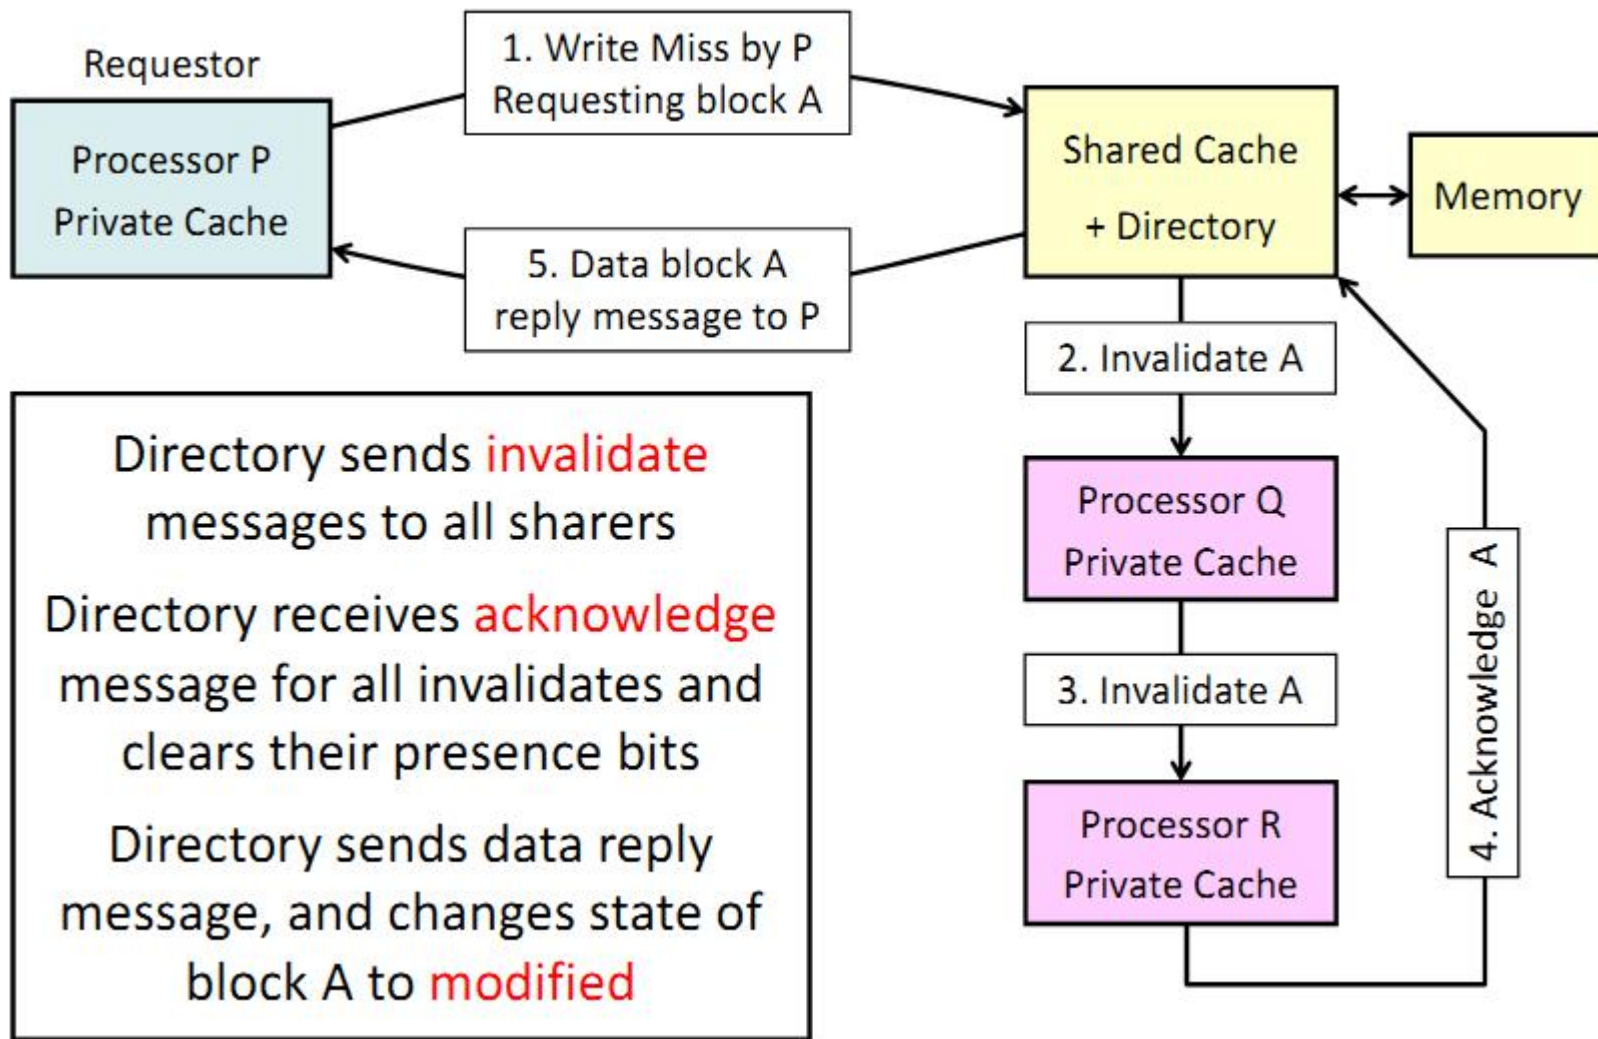 Requestor
Processor P
Private Cache
1. Write Miss by P
Requesting block A
Shared Cache
+ Directory
Memory
5. Data block A
reply message to P
2. Invalidate A
Processor Q
Private Cache
3. Invalidate A
Processor R
Private Cache
4. Acknowledge A
Directory sends invalidate
messages to all sharers
Directory receives acknowledge
message for all invalidates and
clears their presence bits
Directory sends data reply
message, and changes state of
block A to modified